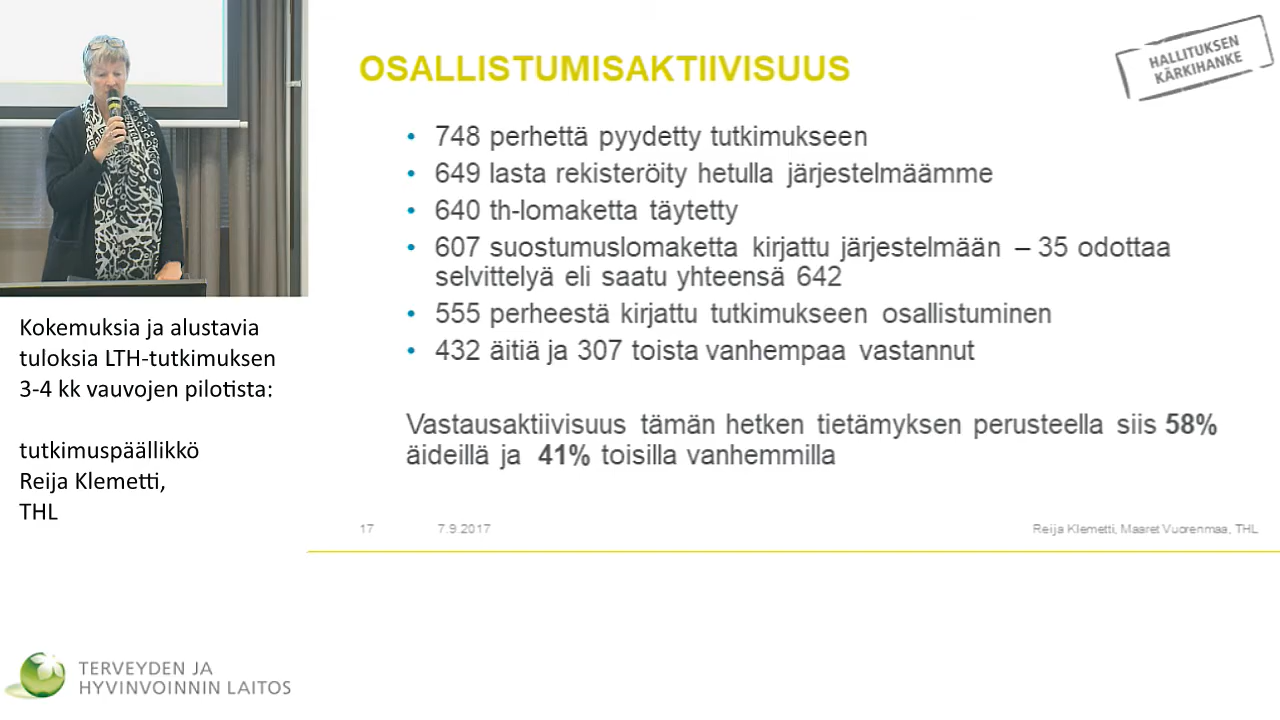 OSALLISTUMISAKTIIVISUUS
HALLITUKSEN
KÄRKIHANKE
• 748 perhettä pyydetty tutkimukseen
• 649 lasta rekisteröity hetulla järjestelmäämme
• 640 th-lomaketta täytetty
• 607 suostumuslomaketta kirjattu järjestelmään – 35 odottaa
selvittelyä eli saatu yhteensä 642
• 555 perheestä kirjattu tutkimukseen osallistuminen
• 432 äitiä ja 307 toista vanhempaa vastannut
Vastausaktiivisuus tämän hetken tietämyksen perusteella siis 58%
äideillä ja 41% toisilla vanhemmilla
17 7.9.2017 Reija Klemetti, Maaret Vuorenmaa, THL
Kokemuksia ja alustavia
tuloksia LTH-tutkimuksen
3-4 kk vauvojen pilotista:
tutkimuspäällikkö
Reija Klemetti,
THL
TERVEYDEN JA
HYVINVOINNIN LAITOS